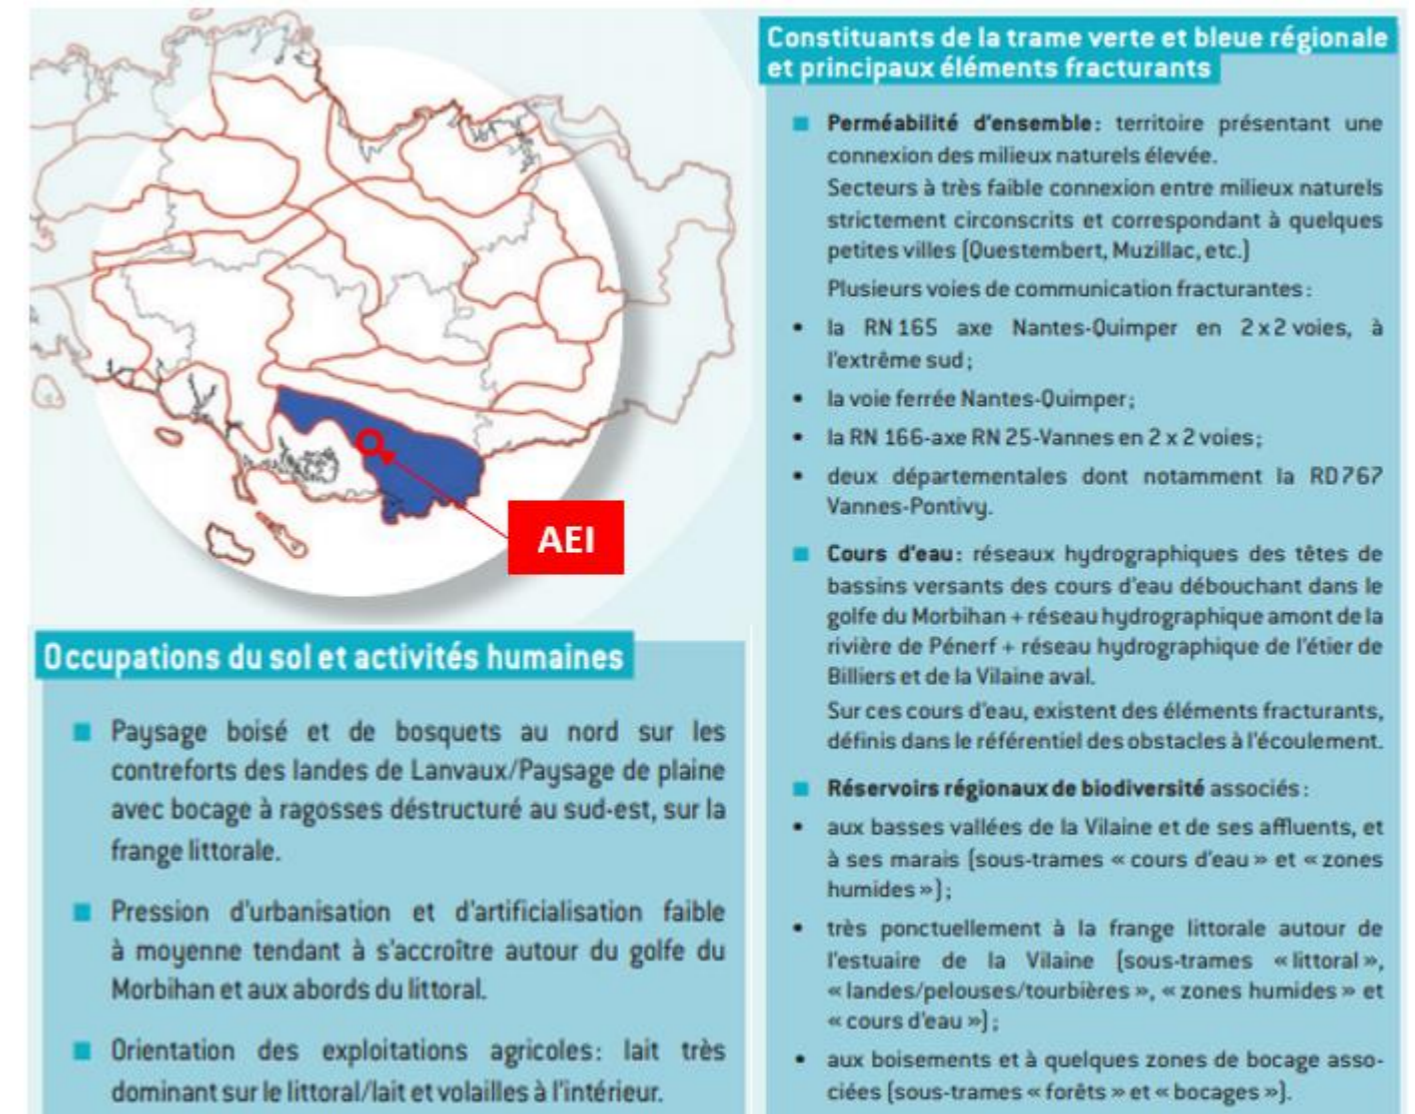 AEI
Occupations du sol et activités humaines
Paysage boisé et de bosquets au nord sur les
contreforts des landes de Lanvaux/Paysage de plaine
avec bocage à ragosses déstructuré au sud-est, sur la
frange littorale.
Pression d'urbanisation et d'artificialisation faible
à moyenne tendant à s'accroître autour du golfe du
Morbihan et aux abords du littoral.
Orientation des exploitations agricoles: lait très
dominant sur le littoral/lait et volailles à l'intérieur.
Constituants de la trame verte et bleue régionale
et principaux éléments fracturants
Perméabilité d'ensemble: territoire présentant une
connexion des milieux naturels élevée.
Secteurs à très faible connexion entre milieux naturels
strictement circonscrits et correspondant à quelques
petites villes (Questembert, Muzillac, etc.)
Plusieurs voies de communication fracturantes:
• la RN 165 axe Nantes-Quimper en 2 x 2 voies, à
l'extrême sud;
• la voie ferrée Nantes-Quimper;
• la RN 166-axe RN 25-Vannes en 2 x 2 voies;
• deux départementales dont notamment la RD 767
Vannes-Pontivy.
Cours d'eau: réseaux hydrographiques des têtes de
bassins versants des cours d'eau débouchant dans le
golfe du Morbihan + réseau hydrographique amont de la
rivière de Pénerf + réseau hydrographique de l'étier de
Billiers et de la Vilaine aval.
Sur ces cours d'eau, existent des éléments fracturants,
définis dans le référentiel des obstacles à l'écoulement.
Réservoirs régionaux de biodiversité associés:
• aux basses vallées de la Vilaine et de ses affluents, et
à ses marais (sous-trames « cours d'eau » et « zones
humides »);
• très ponctuellement à la frange littorale autour de
l'estuaire de la Vilaine (sous-trames « littoral »,
« landes/pelouses/tourbières », « zones humides » et
« cours d'eau »);
• aux boisements et à quelques zones de bocage asso-
ciées (sous-trames « forêts » et « bocages »).